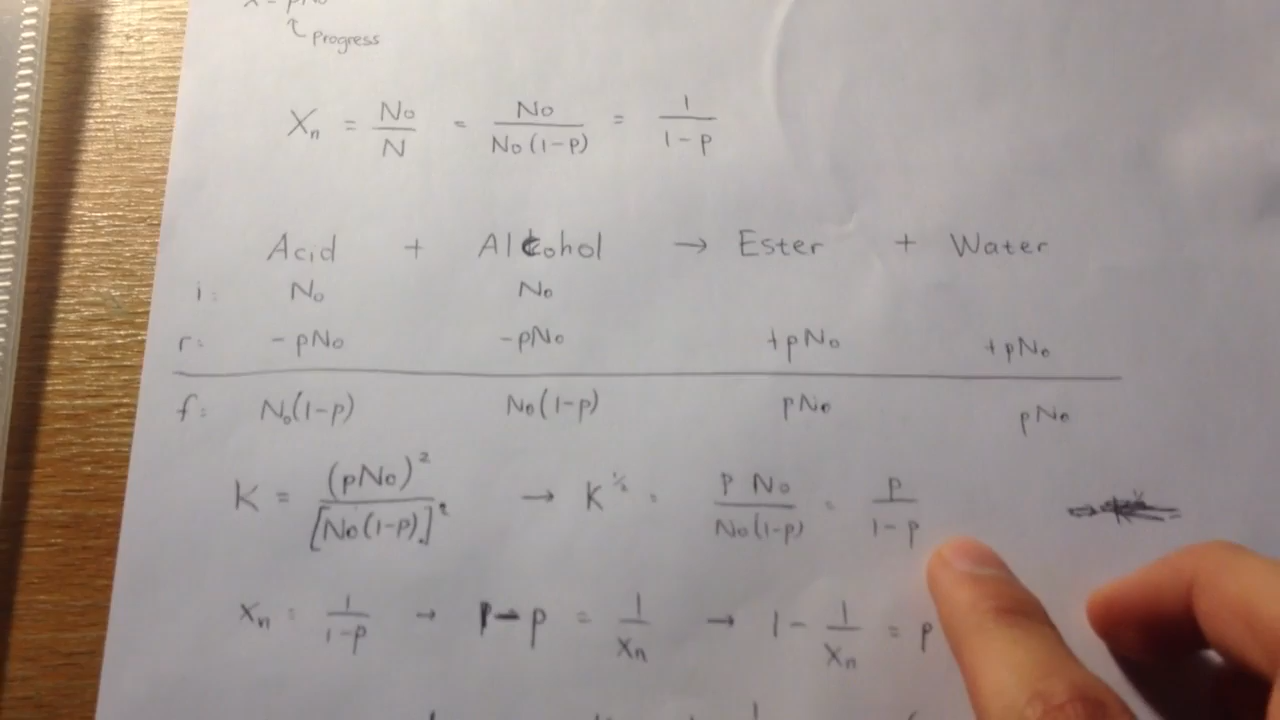 x = pNo
Progress
Xn = No/N = No/No(1-p) = 1/1-p
Acid + Alcohol → Ester + Water
i: No No
r: -pNo -pNo +pNo +pNo
f: No(1-p) No(1-p) pNo pNo
K = (pNo)²/[No(1-p)]² → K^½ = p No/No(1-p) = p/1-p
Xn = 1/1-p → 1-p = 1/Xn → 1 - 1/Xn = p